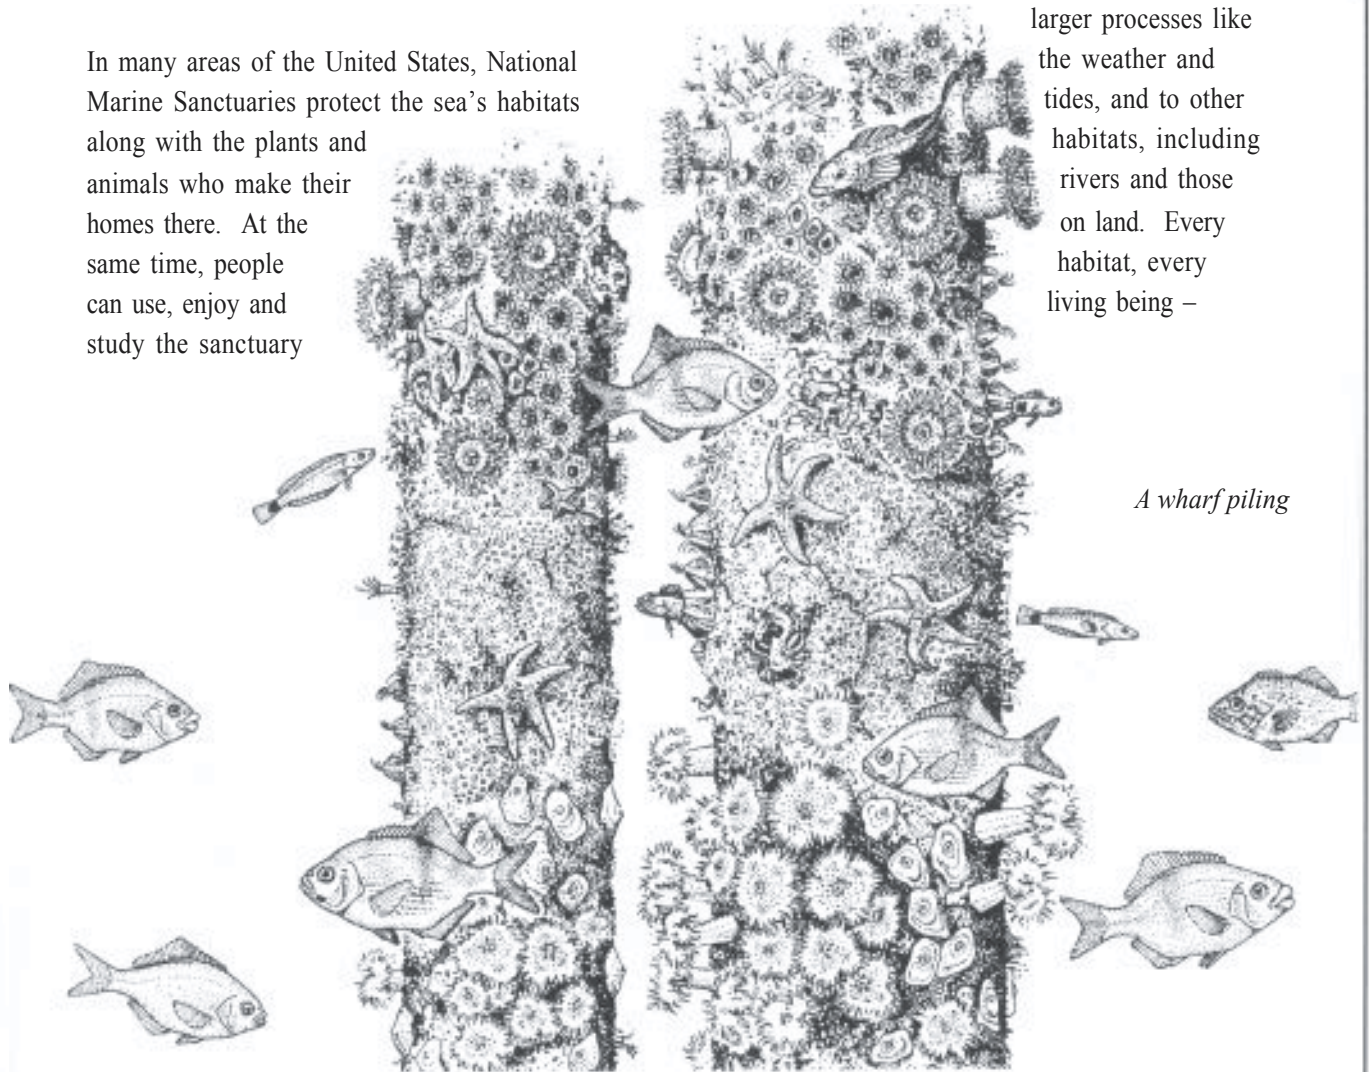 In many areas of the United States, National
Marine Sanctuaries protect the sea's habitats
along with the plants and
animals who make their
homes there.  At the
same time, people
can use, enjoy and
study the sanctuary
larger processes like
the weather and
tides, and to other
habitats, including
rivers and those
on land.  Every
habitat, every
living being –
A wharf piling